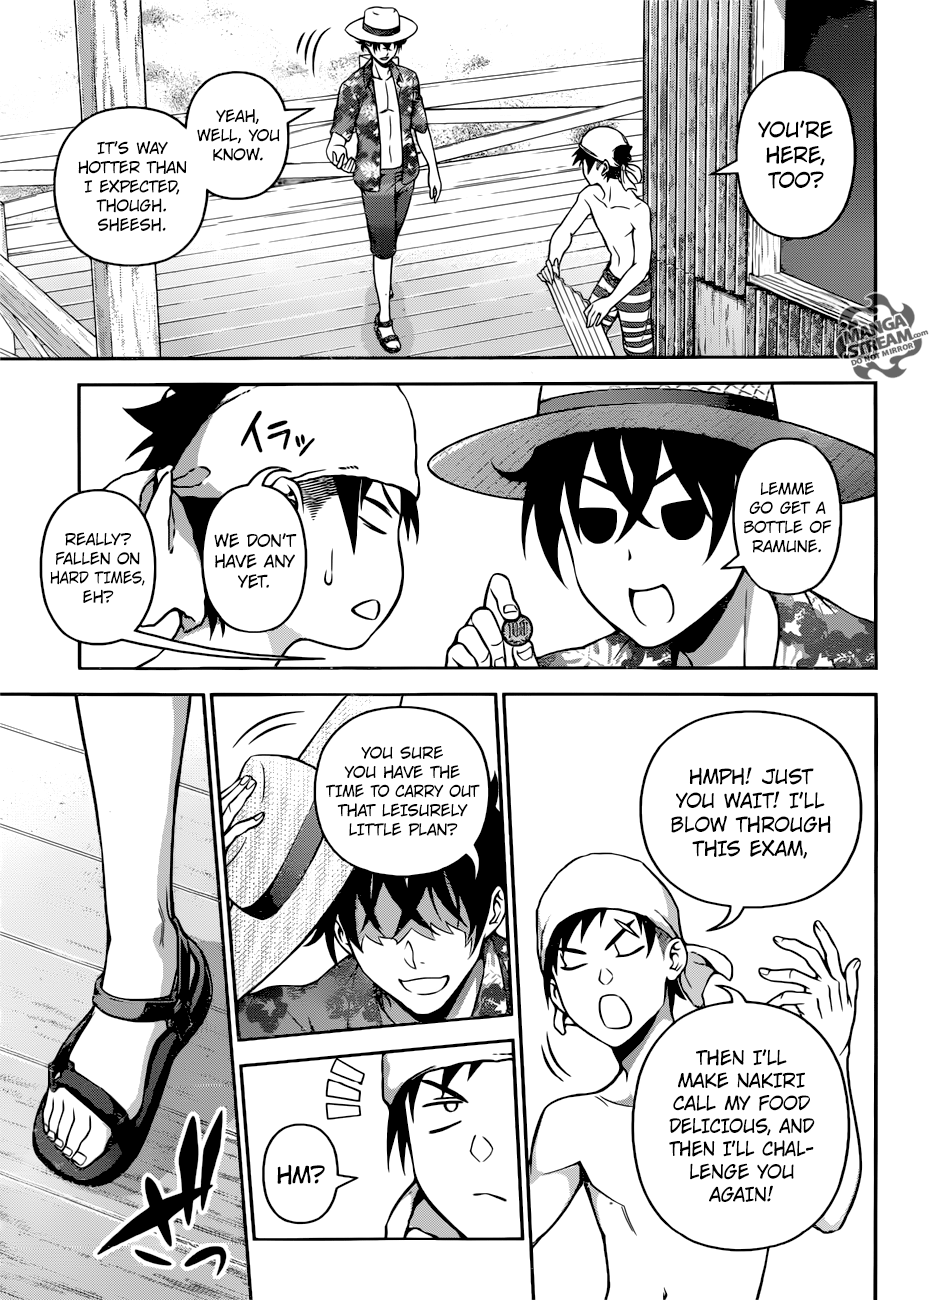 YOU'RE
HERE,
TOO?
YEAH,
WELL, YOU
KNOW.
IT'S WAY
HOTTER THAN
I EXPECTED,
THOUGH.
SHEESH.
MANGA
STREAM.com
DO NOT MIRROR
LEMME
GO GET A
BOTTLE OF
RAMUNE.
100
イラッ
WE DON'T
HAVE ANY
YET.
REALLY?
FALLEN ON
HARD TIMES,
EH?
HMPH! JUST
YOU WAIT! I'LL
BLOW THROUGH
THIS EXAM,
THEN I'LL
MAKE NAKIRI
CALL MY FOOD
DELICIOUS, AND
THEN I'LL CHAL-
LENGE YOU
AGAIN!
YOU SURE
YOU HAVE THE
TIME TO CARRY OUT
THAT LEISURELY
LITTLE PLAN?
HM?
ザッ